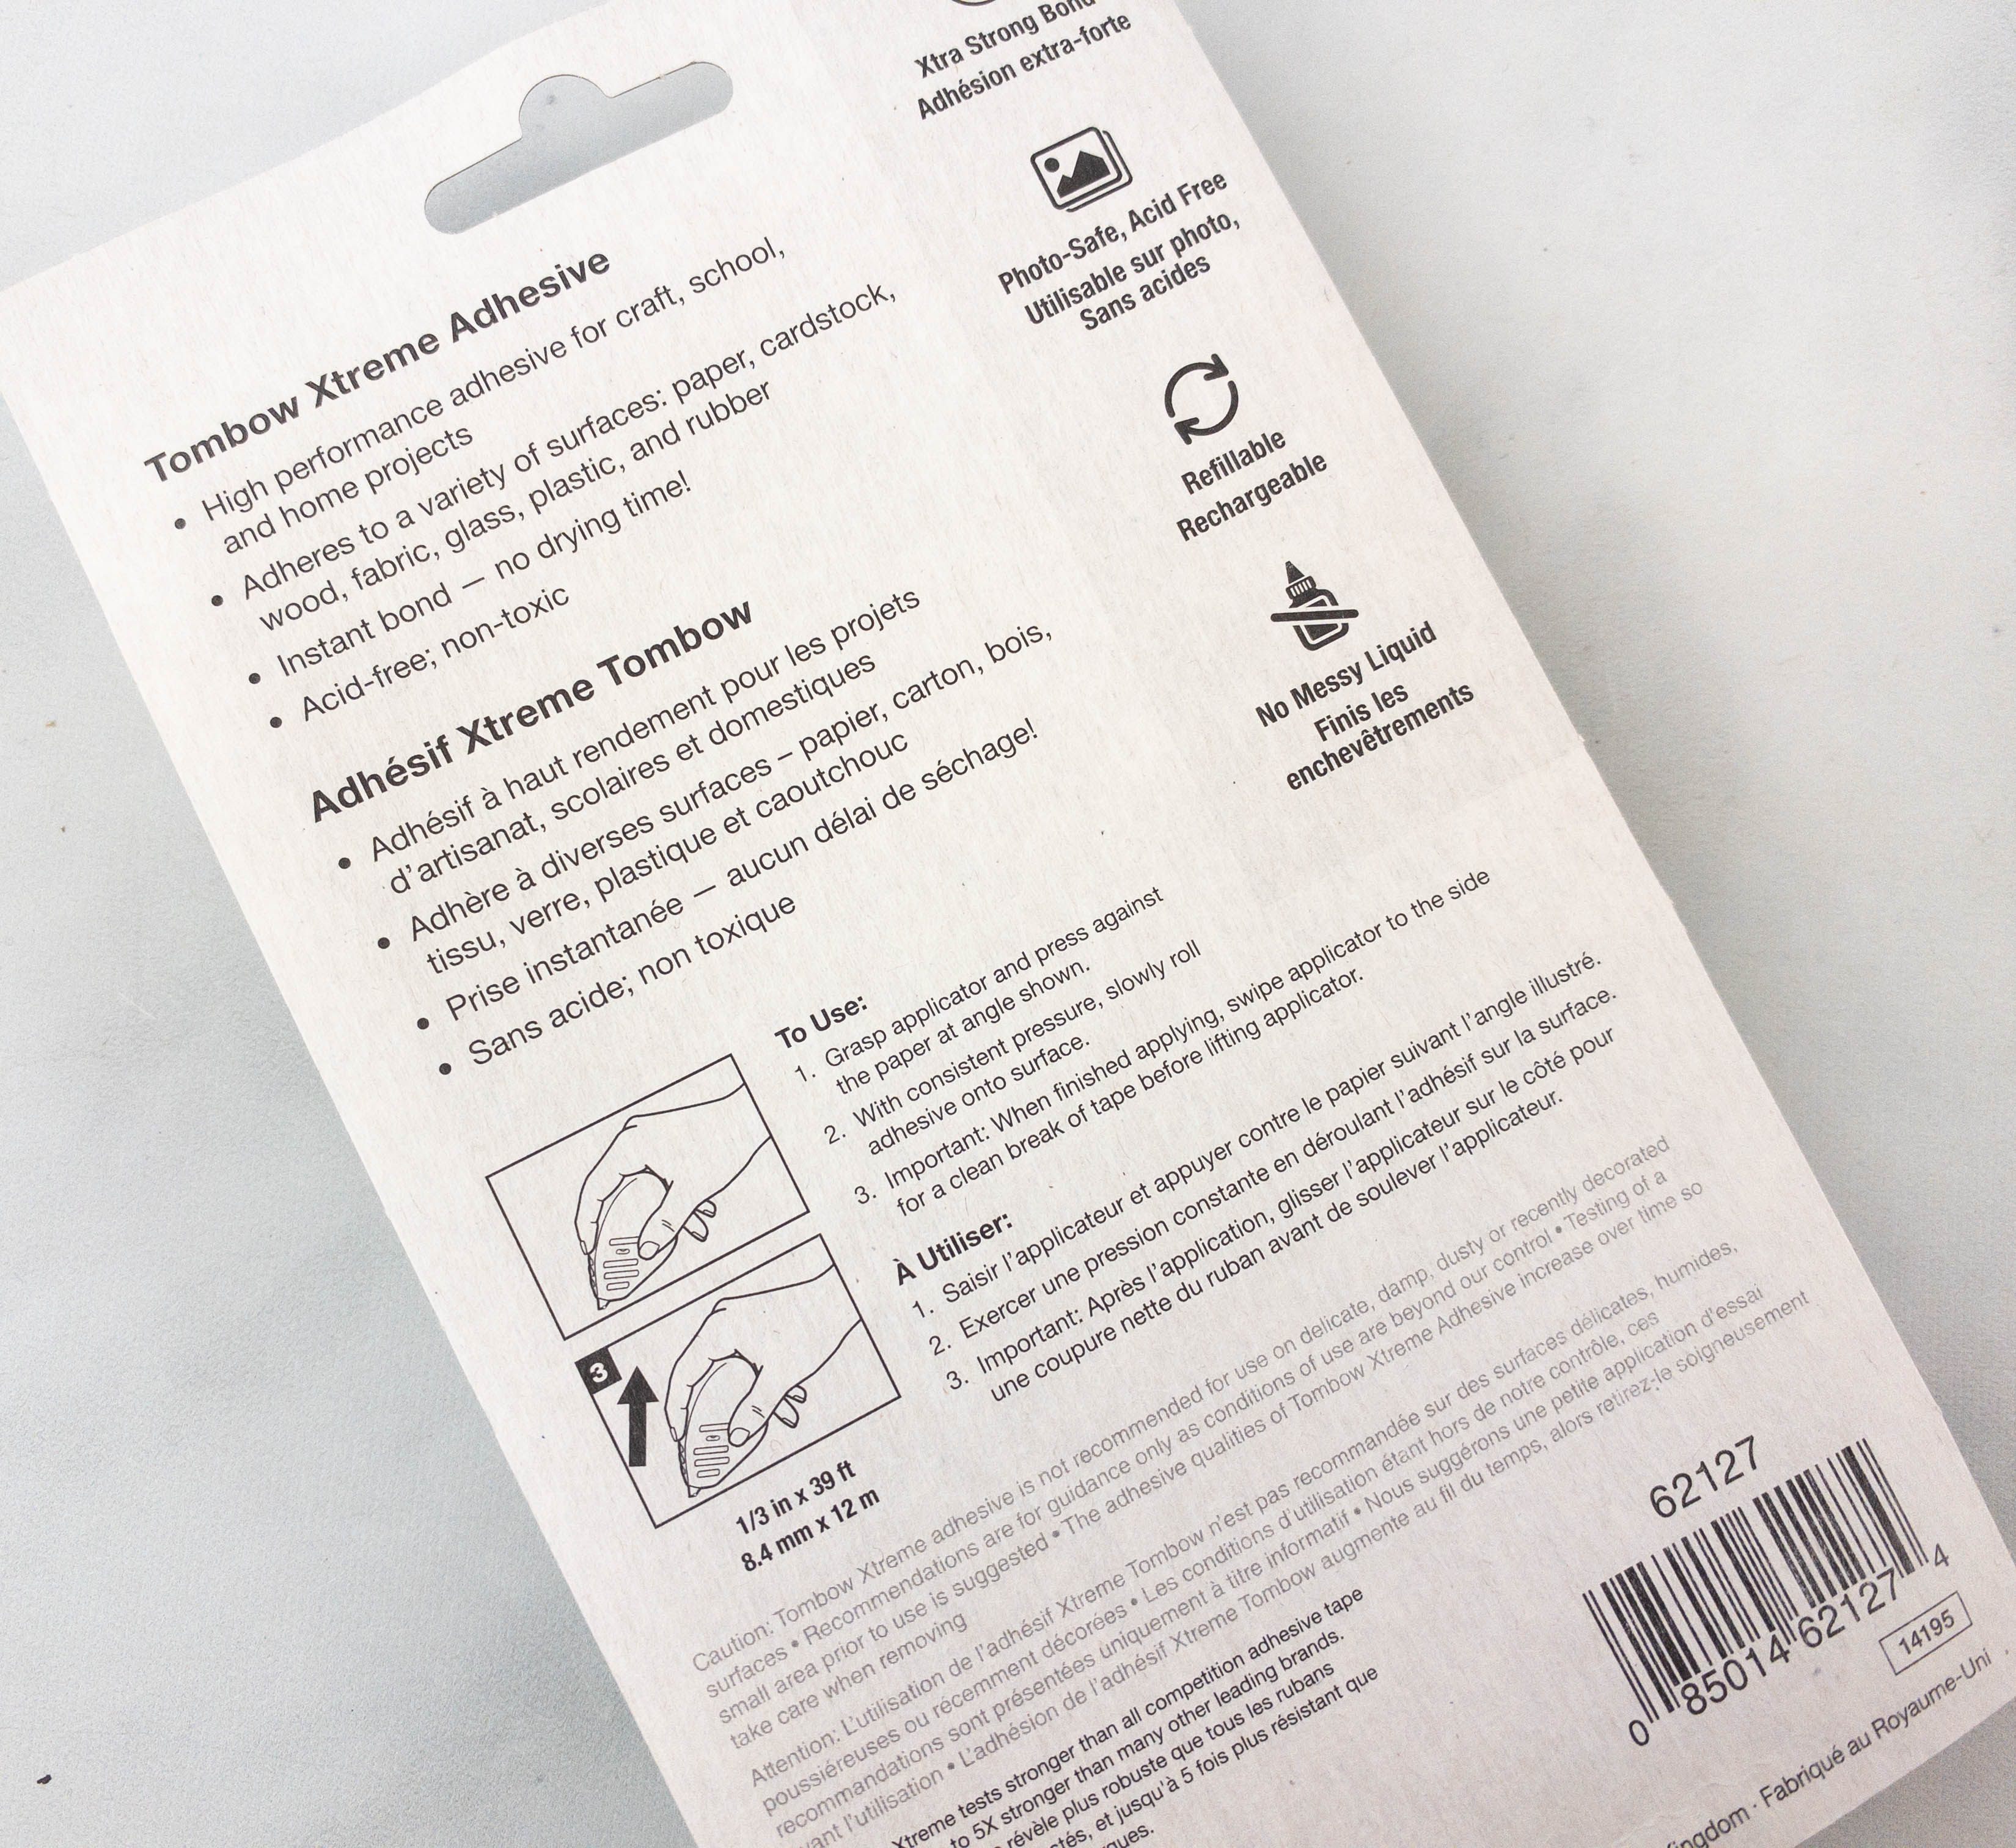 Xtra Strong Bond
Adhésion extra-forte
Photo-Safe, Acid Free
Utilisable sur photo,
Sans acides
Refillable
Rechargeable
No Messy Liquid
Finis les
enchevêtrements
Tombow Xtreme Adhesive
• High performance adhesive for craft, school,
and home projects
• Adheres to a variety of surfaces: paper, cardstock,
wood, fabric, glass, plastic, and rubber
• Instant bond — no drying time!
• Acid-free; non-toxic
Adhésif Xtreme Tombow
• Adhésif à haut rendement pour les projets
d'artisanat, scolaires et domestiques
• Adhère à diverses surfaces – papier, carton, bois,
tissu, verre, plastique et caoutchouc
• Prise instantanée — aucun délai de séchage!
• Sans acide; non toxique
To Use:
1. Grasp applicator and press against
the paper at angle shown.
2. With consistent pressure, slowly roll
adhesive onto surface.
3. Important: When finished applying, swipe applicator to the side
for a clean break of tape before lifting applicator.
À Utiliser:
1. Saisir l'applicateur et appuyer contre le papier suivant l'angle illustré.
2. Exercer une pression constante en déroulant l'adhésif sur la surface.
3. Important: Après l'application, glisser l'applicateur sur le côté pour
une coupure nette du ruban avant de soulever l'applicateur.
3
1/3 in x 39 ft
8.4 mm x 12 m
Caution: Tombow Xtreme adhesive is not recommended for use on delicate, damp, dusty or recently decorated
surfaces • Recommendations are for guidance only as conditions of use are beyond our control • Testing of a
small area prior to use is suggested • The adhesive qualities of Tombow Xtreme Adhesive increase over time so
take care when removing
Attention: L'utilisation de l'adhésif Xtreme Tombow n'est pas recommandée sur des surfaces délicates, humides,
poussiéreuses ou récemment décorées • Les conditions d'utilisation étant hors de notre contrôle, ces
recommandations sont présentées uniquement à titre informatif • Nous suggérons une petite application d'essai
avant l'utilisation • L'adhésion de l'adhésif Xtreme Tombow augmente au fil du temps, alors retirez-le soigneusement
Xtreme tests stronger than all competition adhesive tape
to 5X stronger than many other leading brands.
révèle plus robuste que tous les rubans
et jusqu'à 5 fois plus résistant que
62127
0 85014 62127 4
14195
Kingdom · Fabriqué au Royaume-Uni